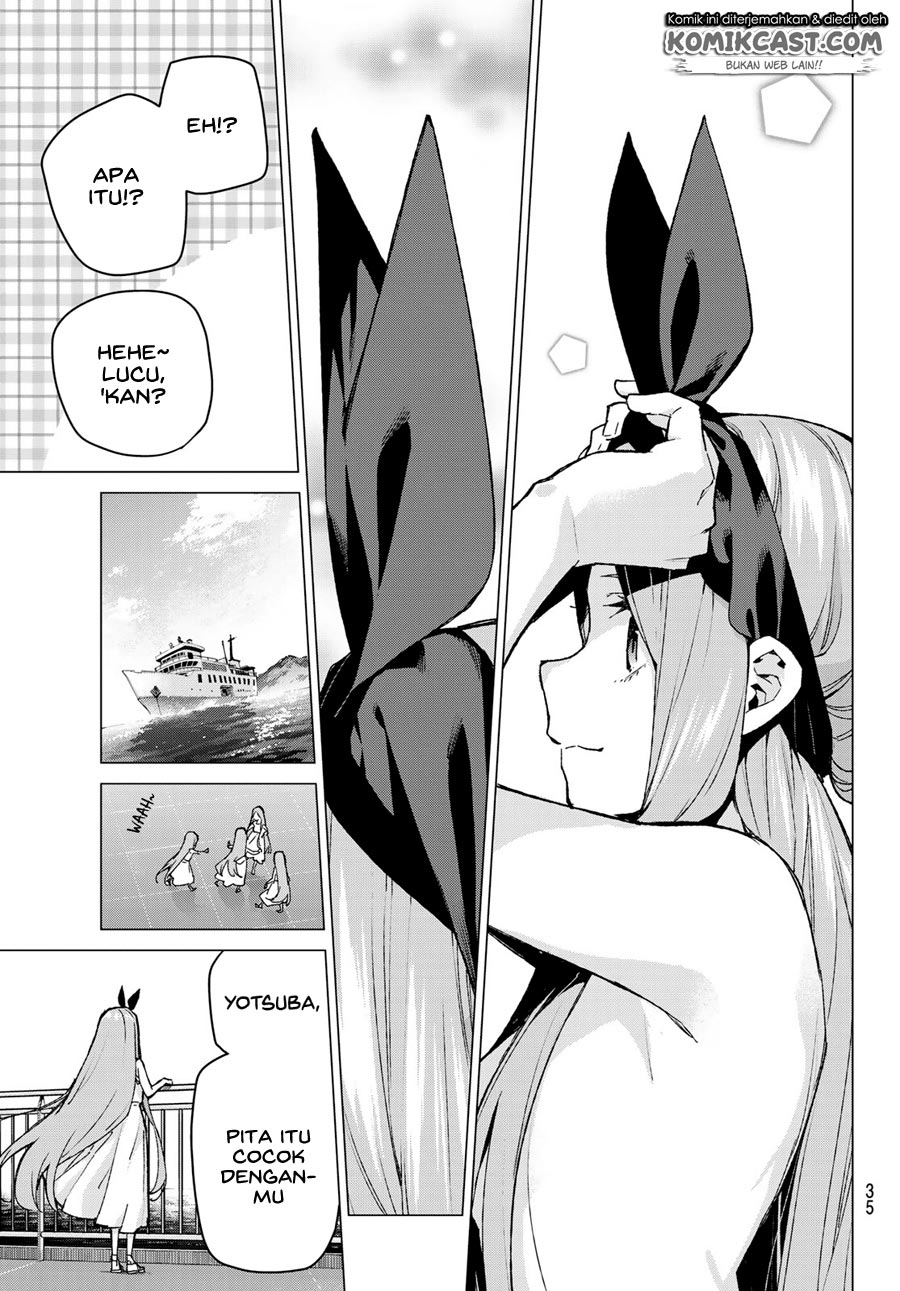 Komik ini diterjemahkan & diedit oleh
KOMIKCAST.COM
BUKAN WEB LAIN!!
EH!?
APA
ITU!?
HEHE~
LUCU,
'KAN?
WAAH~
YOTSUBA,
PITA ITU
COCOK
DENGAN-
MU
35